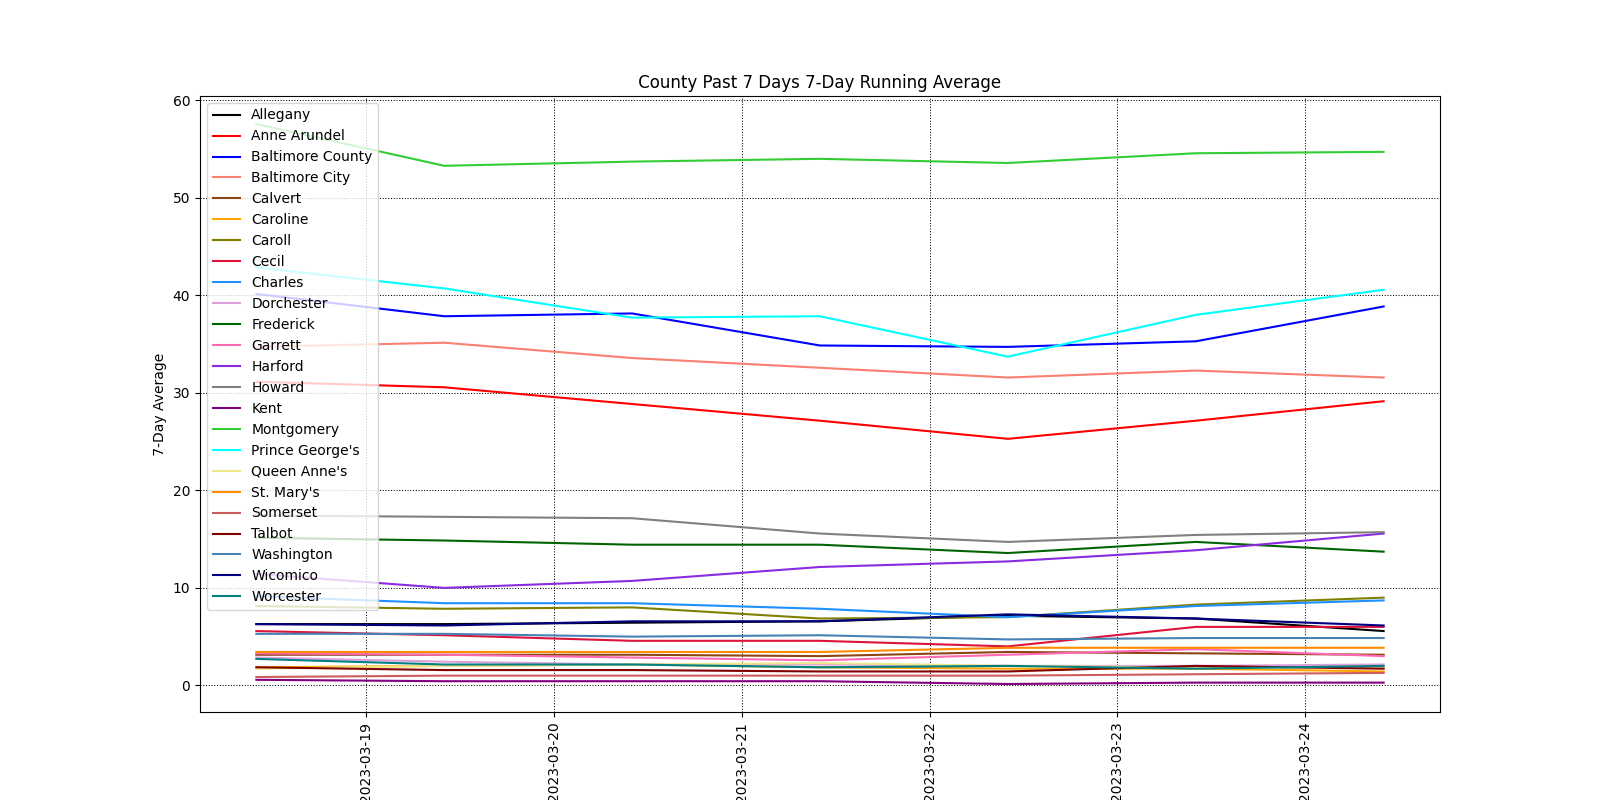 County Past 7 Days 7-Day Running Average
60
50
40
30
20
10
0
7-Day Average
Allegany
Anne Arundel
Baltimore County
Baltimore City
Calvert
Caroline
Caroll
Cecil
Charles
Dorchester
Frederick
Garrett
Harford
Howard
Kent
Montgomery
Prince George's
Queen Anne's
St. Mary's
Somerset
Talbot
Washington
Wicomico
Worcester
2023-03-19
2023-03-20
2023-03-21
2023-03-22
2023-03-23
2023-03-24